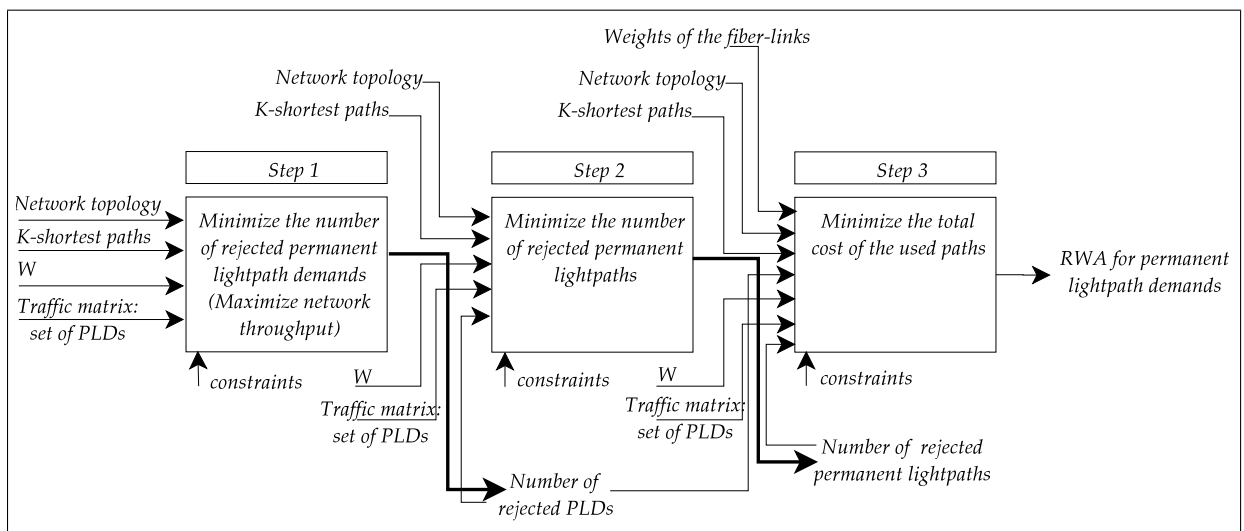 Weights of the fiber-links
Network topology
K-shortest paths
Network topology
K-shortest paths
Step 1
Step 2
Step 3
Network topology
K-shortest paths
W
Traffic matrix:
set of PLDs
Minimize the number
of rejected permanent
lightpath demands
(Maximize network
throughput)
constraints
Minimize the number
of rejected permanent
lightpaths
constraints
Minimize the total
cost of the used paths
constraints
RWA for permanent
lightpath demands
W
Traffic matrix:
set of PLDs
W
Traffic matrix:
set of PLDs
Number of
rejected PLDs
Number of rejected
permanent lightpaths